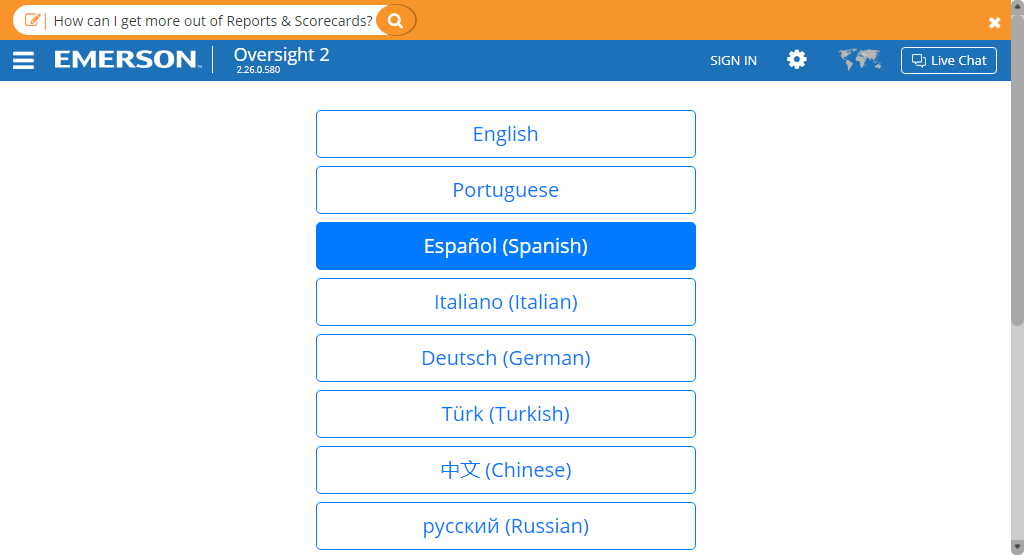 How can I get more out of Reports & Scorecards?
EMERSON™
Oversight 2
2.26.0.580
SIGN IN
Live Chat
English
Portuguese
Español (Spanish)
Italiano (Italian)
Deutsch (German)
Türk (Turkish)
中文 (Chinese)
русский (Russian)